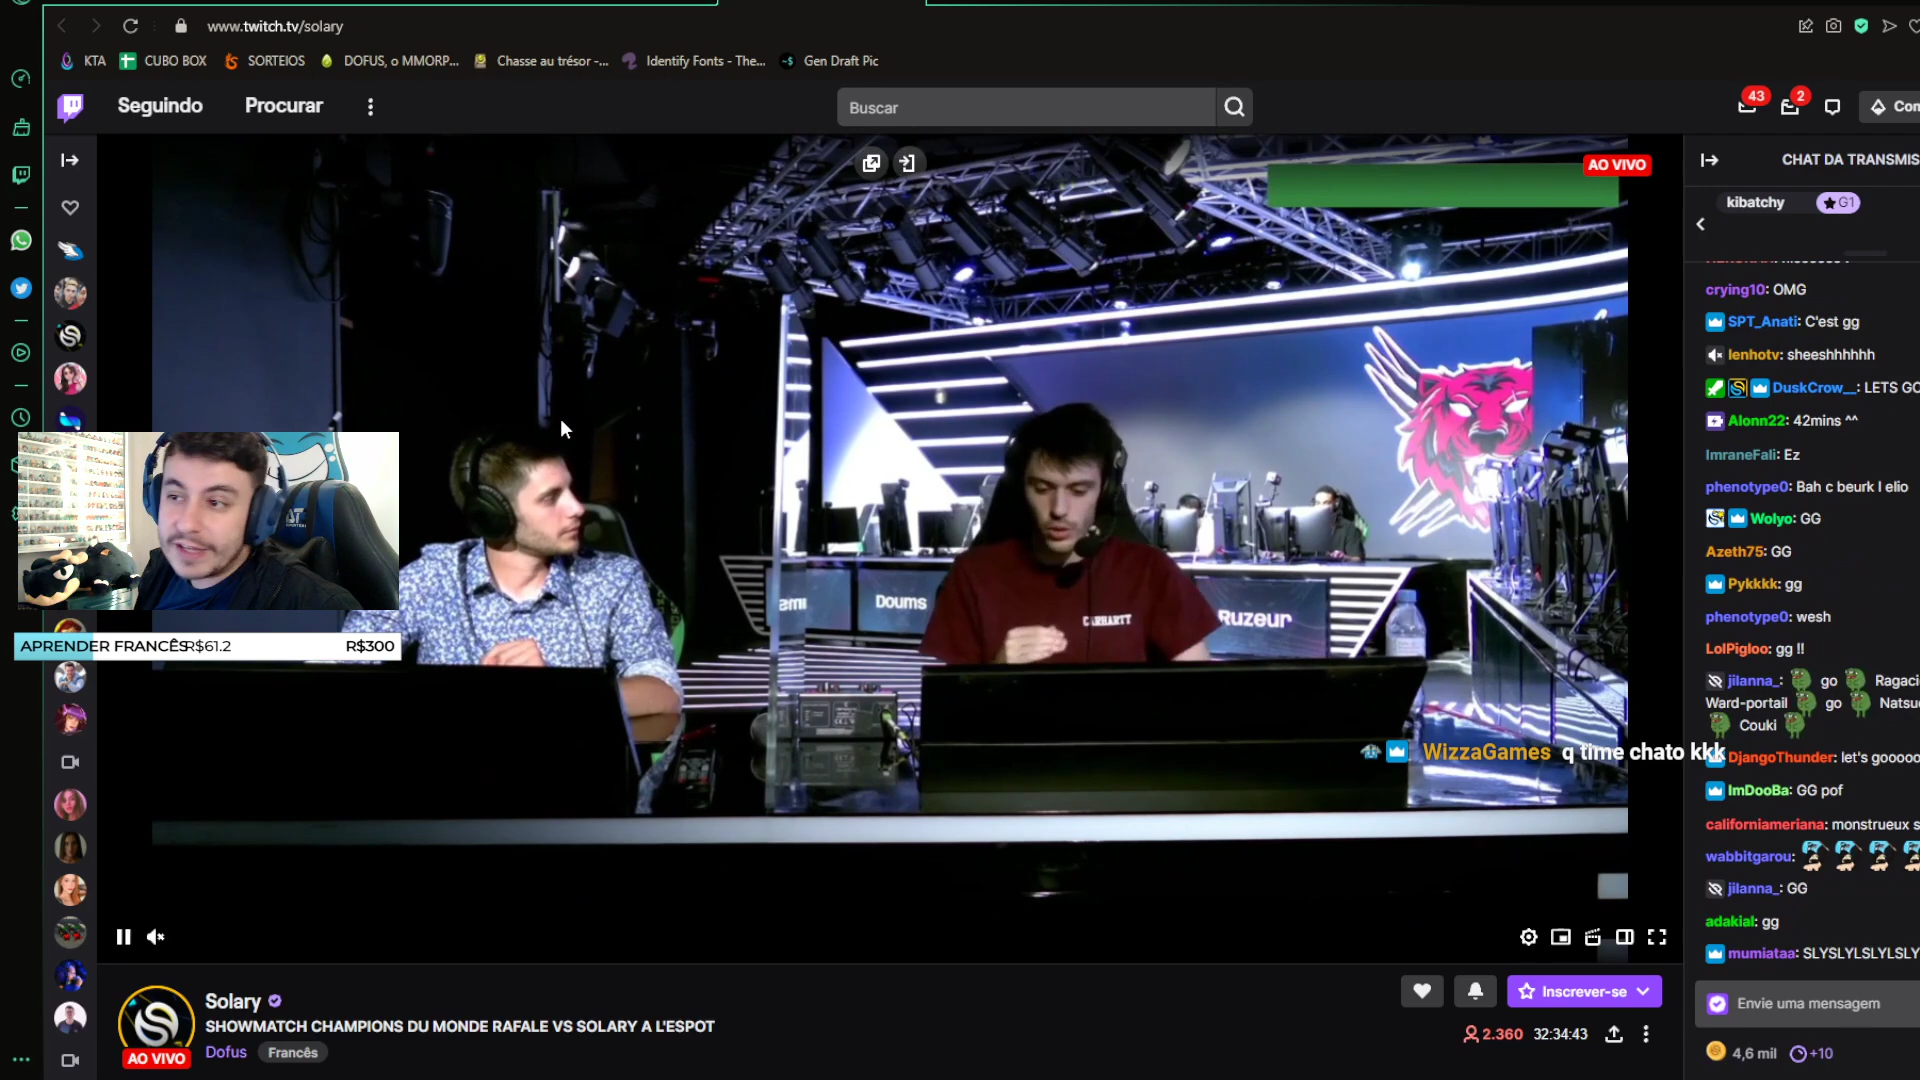 www.twitch.tv/solary
KTA
CUBO BOX
SORTEIOS
DOFUS, o MMORP...
Chasse au trésor -...
Identify Fonts - The...
Gen Draft Pic
Seguindo
Procurar
Buscar
43
2
Com
AO VIVO
CHAT DA TRANSMIS
kibatchy
G1
crying10: OMG
SPT_Anati: C'est gg
lenhotv: sheeshhhhhh
DuskCrow__: LETS GO
Alonn22: 42mins ^^
ImraneFali: Ez
phenotype0: Bah c beurk l elio
Wolyo: GG
Azeth75: GG
Pykkkk: gg
phenotype0: wesh
LolPigloo: gg !!
jilanna_: go Ragaci
Ward-portail go Natsu
Couki
DjangoThunder: let's gooooo
ImDooBa: GG pof
californiameriana: monstrueux s
wabbitgarou:
jilanna_: GG
adakial: gg
mumiataa: SLYSLYLSLYLSLY
Envie uma mensagem
4,6 mil
+10
Doums
CARHARTT
Ruzeur
APRENDER FRANCÊS
R$61.2
R$300
WizzaGames q time chato kkk
Solary
SHOWMATCH CHAMPIONS DU MONDE RAFALE VS SOLARY A L'ESPOT
Dofus
Francês
AO VIVO
Inscrever-se
2.360
32:34:43